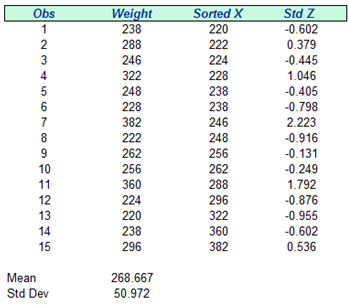 Obs Weight Sorted X Std Z
1 238 220 -0.602
2 288 222 0.379
3 246 224 -0.445
4 322 228 1.046
5 248 238 -0.405
6 228 238 -0.798
7 382 246 2.223
8 222 248 -0.916
9 262 256 -0.131
10 256 262 -0.249
11 360 288 1.792
12 224 296 -0.876
13 220 322 -0.955
14 238 360 -0.602
15 296 382 0.536
Mean 268.667
Std Dev 50.972